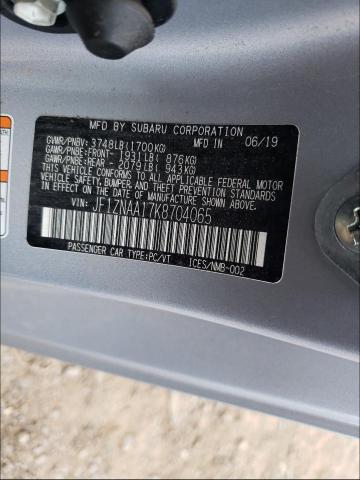 MFD BY SUBARU CORPORATION
GVWR/PNBV: 3748LB(1700KG) MFD IN 06/19
GAWR/PNBE:FRONT- 1931LB( 876KG)
GAWR/PNBE:REAR - 2079LB( 943KG)
THIS VEHICLE CONFORMS TO ALL APPLICABLE FEDERAL MOTOR
VEHICLE SAFETY, BUMPER, AND THEFT PREVENTION STANDARDS
IN EFFECT ON THE DATE OF MANUFACTURE SHOWN ABOVE.
VIN: JF1ZNAA17K8704065
PASSENGER CAR TYPE:PC/VT ICES/NMB-002